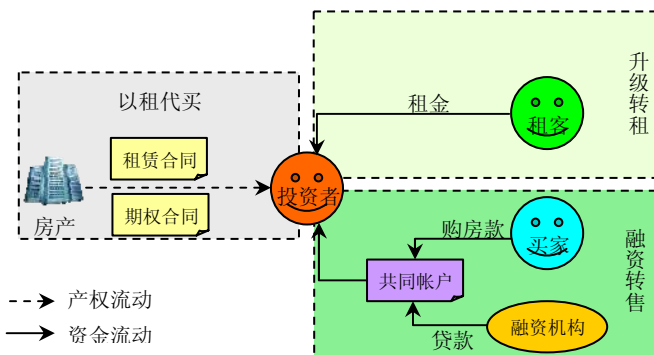 以租代买
租赁合同
期权合同
房产
投资者
租金
租客
升级转租
购房款
买家
共同帐户
贷款
融资机构
融资转售
产权流动
资金流动